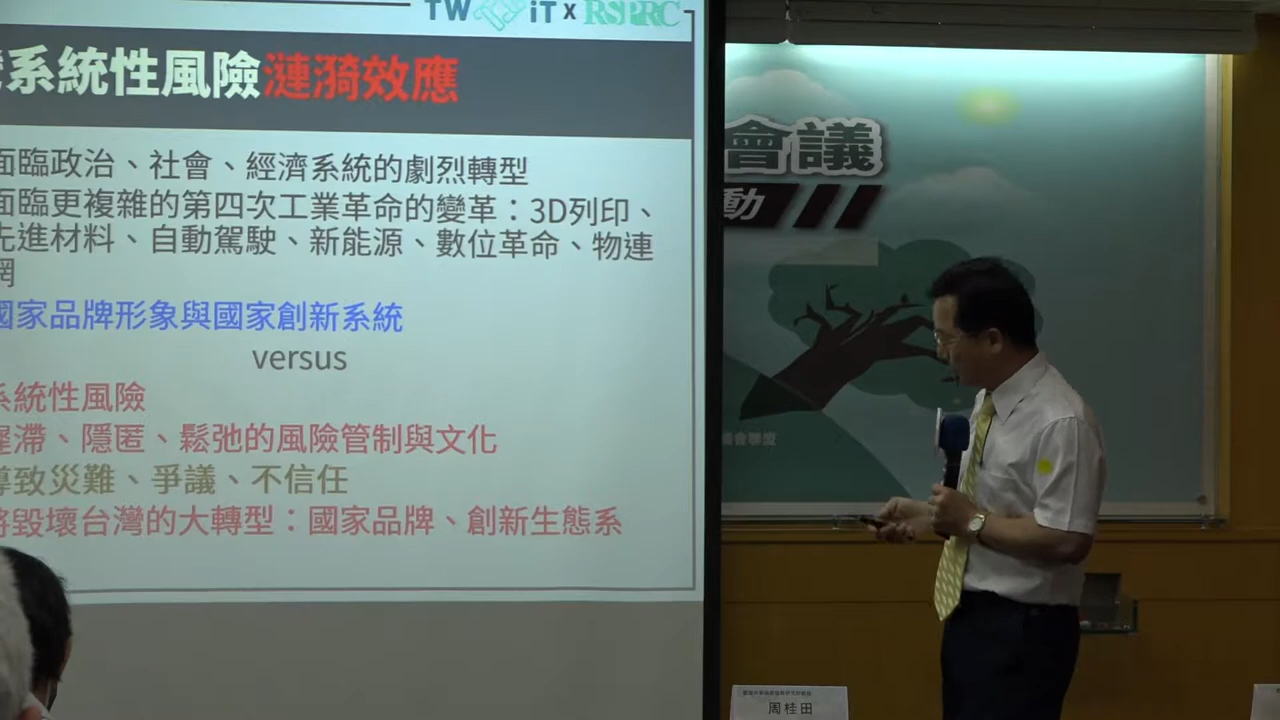 TW iT x RSPRC
系統性風險漣漪效應
面臨政治、社會、經濟系統的劇烈轉型
面臨更複雜的第四次工業革命的變革：3D列印、
先進材料、自動駕駛、新能源、數位革命、物連
網
國家品牌形象與國家創新系統
versus
系統性風險
滯、隱匿、鬆弛的風險管制與文化
導致災難、爭議、不信任
將毀壞台灣的大轉型：國家品牌、創新生態系
會議
動
會聯盟
周桂田